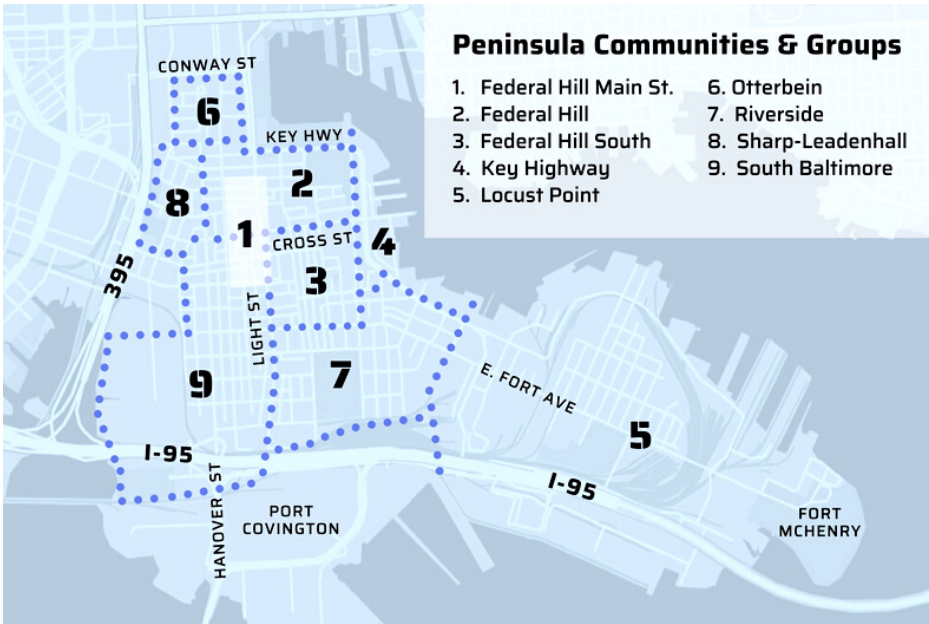 Peninsula Communities & Groups
1. Federal Hill Main St.
2. Federal Hill
3. Federal Hill South
4. Key Highway
5. Locust Point
6. Otterbein
7. Riverside
8. Sharp-Leadenhall
9. South Baltimore
CONWAY ST
6
KEY HWY
2
8
1
CROSS ST
4
395
3
LIGHT ST
9
7
E. FORT AVE
5
I-95
I-95
HANOVER ST
PORT
COVINGTON
FORT
MCHENRY